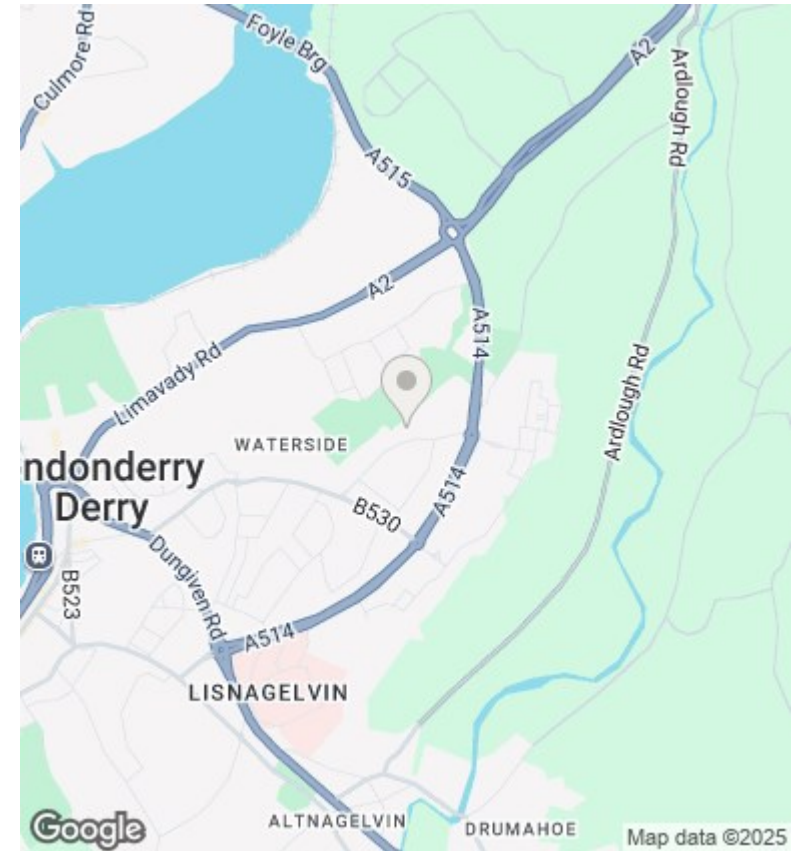 Foyle Brg
Culmore Rd
A2
Ardlough Rd
A515
A2
A514
Limavady Rd
Ardlough Rd
WATERSIDE
ndonderry
Derry
B530
A514
Dungiven Rd
B523
A514
LISNAGELVIN
ALTNAGELVIN
DRUMAHOE
Google
Map data ©2025